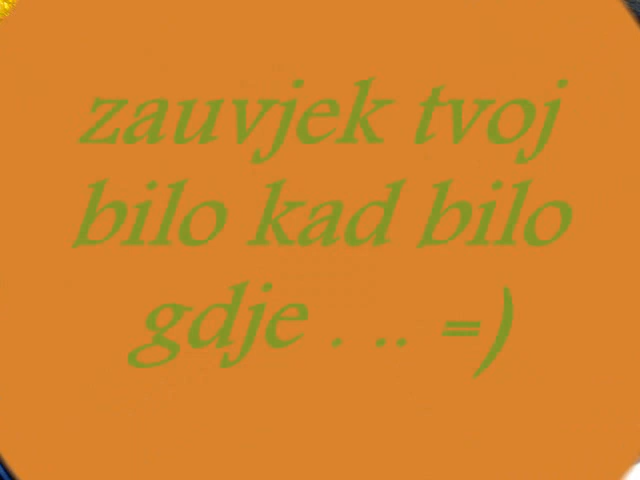 zauvjek tvoj
bilo kad bilo
gdje . .. =)